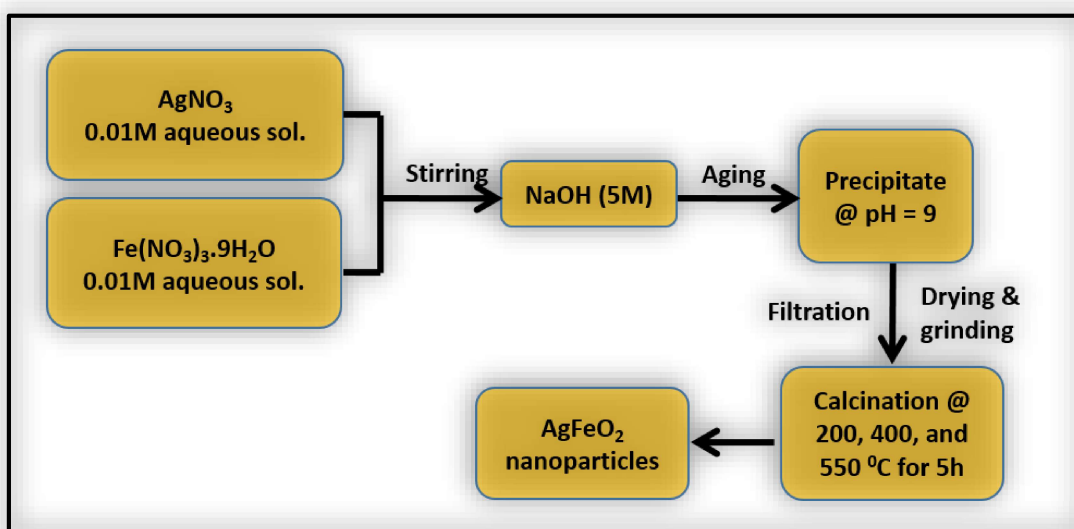 AgNO₃
0.01M aqueous sol.
Fe(NO₃)₃.9H₂O
0.01M aqueous sol.
Stirring
NaOH (5M)
Aging
Precipitate
@ pH = 9
Filtration
Drying &
grinding
Calcination @
200, 400, and
550 ⁰C for 5h
AgFeO₂
nanoparticles